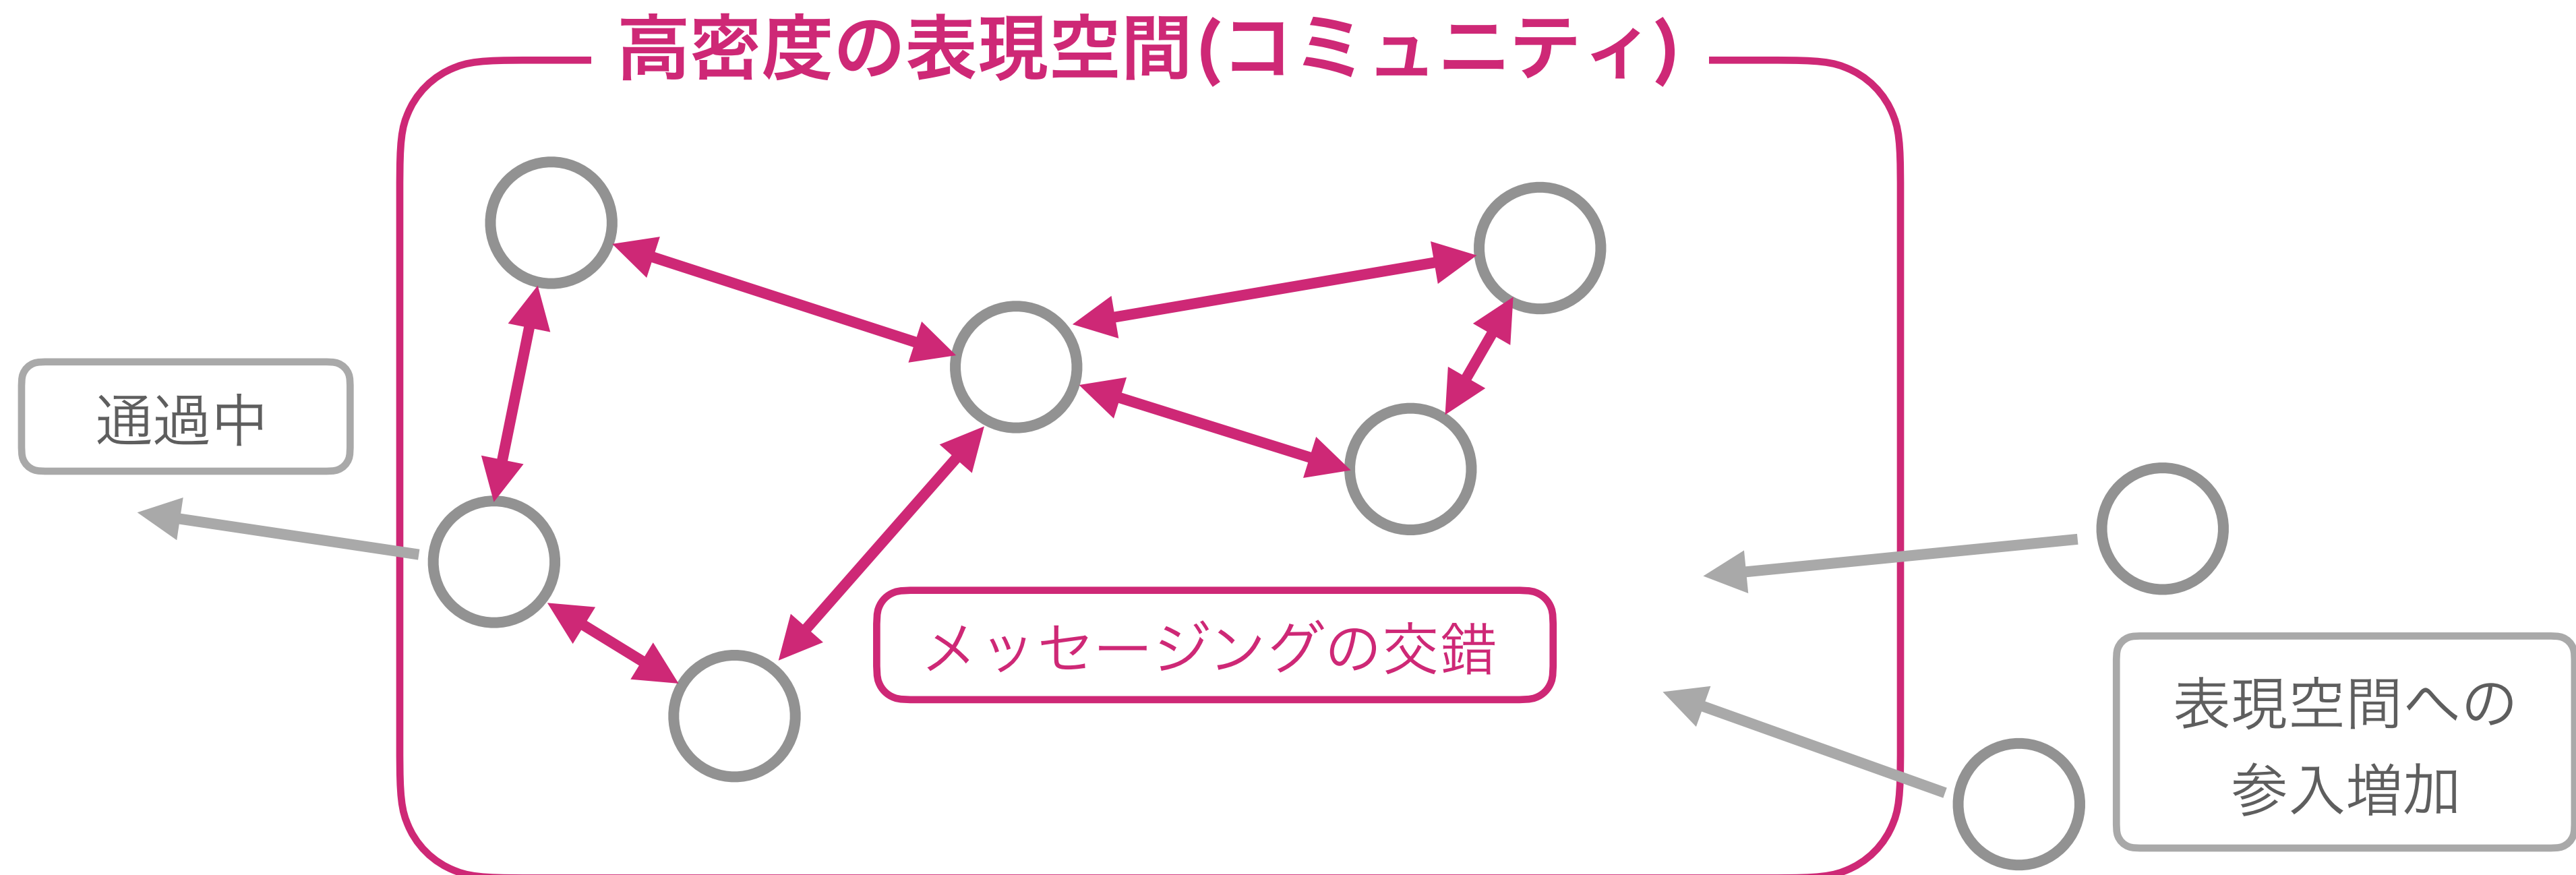 高密度の表現空間(コミュニティ)
通過中
メッセージングの交錯
表現空間への
参入増加